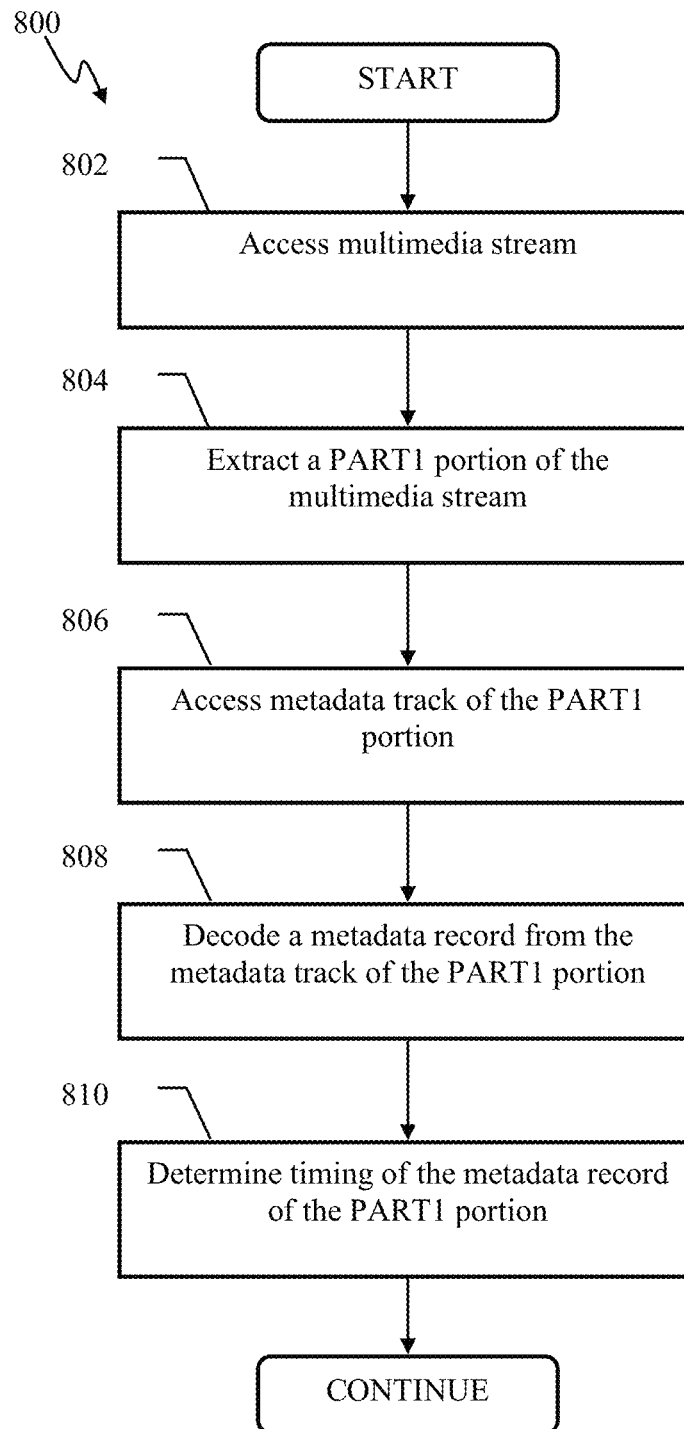 800
START
802
Access multimedia stream
804
Extract a PART1 portion of the
multimedia stream
806
Access metadata track of the PART1
portion
808
Decode a metadata record from the
metadata track of the PART1 portion
810
Determine timing of the metadata record
of the PART1 portion
CONTINUE